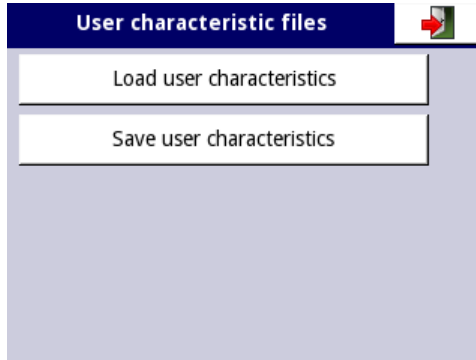 User characteristic files
Load user characteristics
Save user characteristics